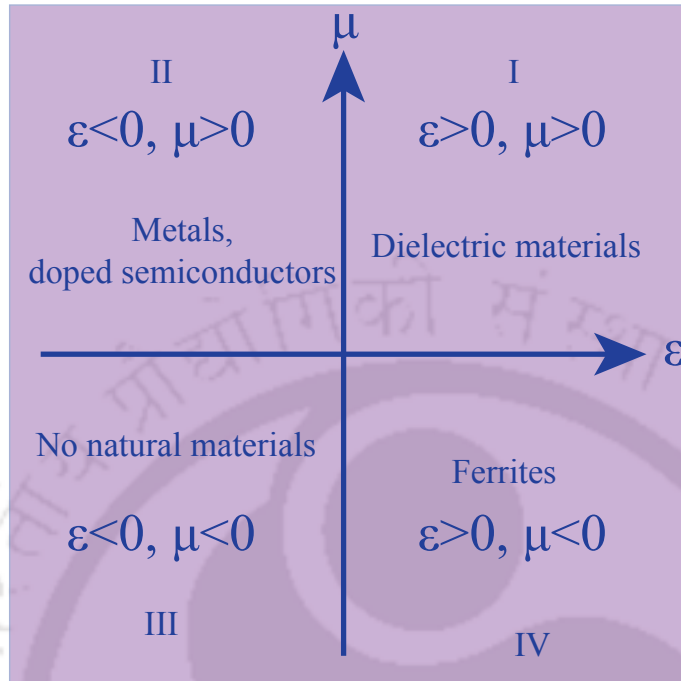 μ
II
I
ε<0, μ>0
ε>0, μ>0
Metals,
doped semiconductors
Dielectric materials
ε
No natural materials
Ferrites
ε<0, μ<0
ε>0, μ<0
III
IV